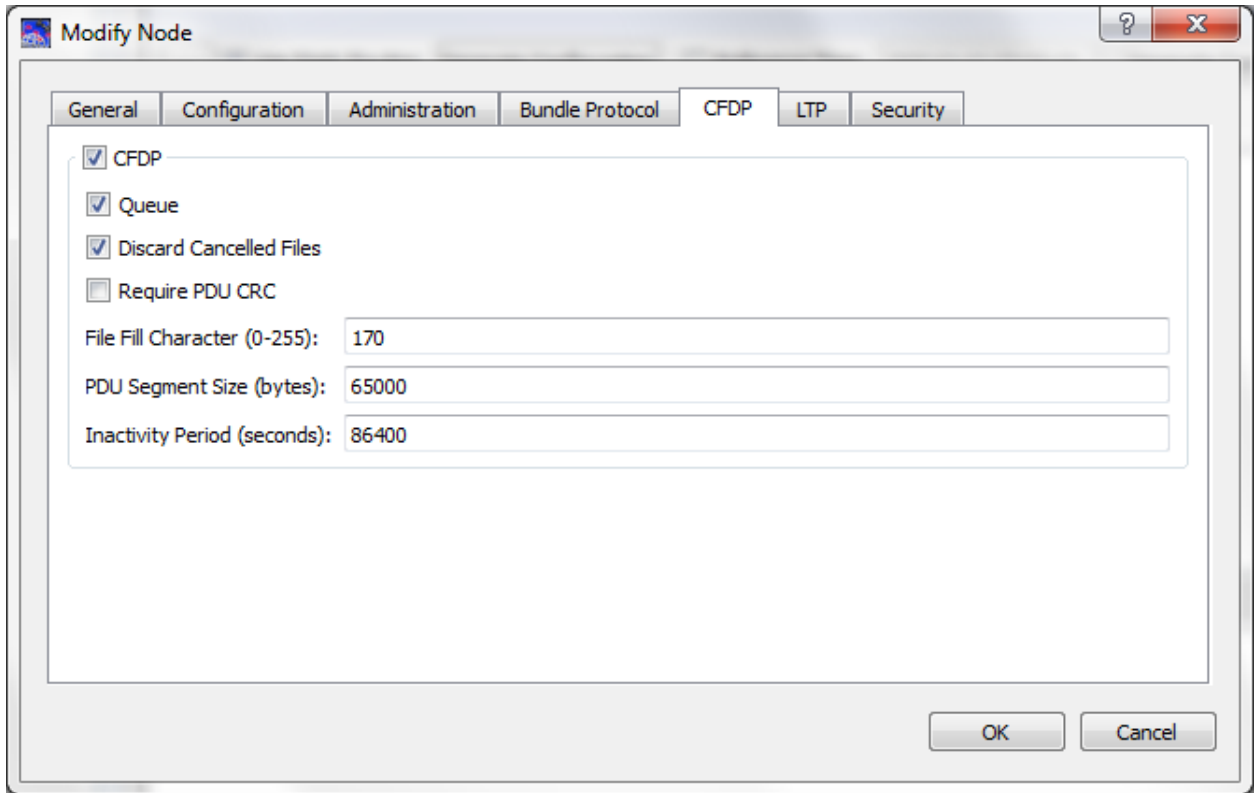 Modify Node
General Configuration Administration Bundle Protocol CFDP LTP Security
CFDP
Queue
Discard Cancelled Files
Require PDU CRC
File Fill Character (0-255): 170
PDU Segment Size (bytes): 65000
Inactivity Period (seconds): 86400
OK Cancel